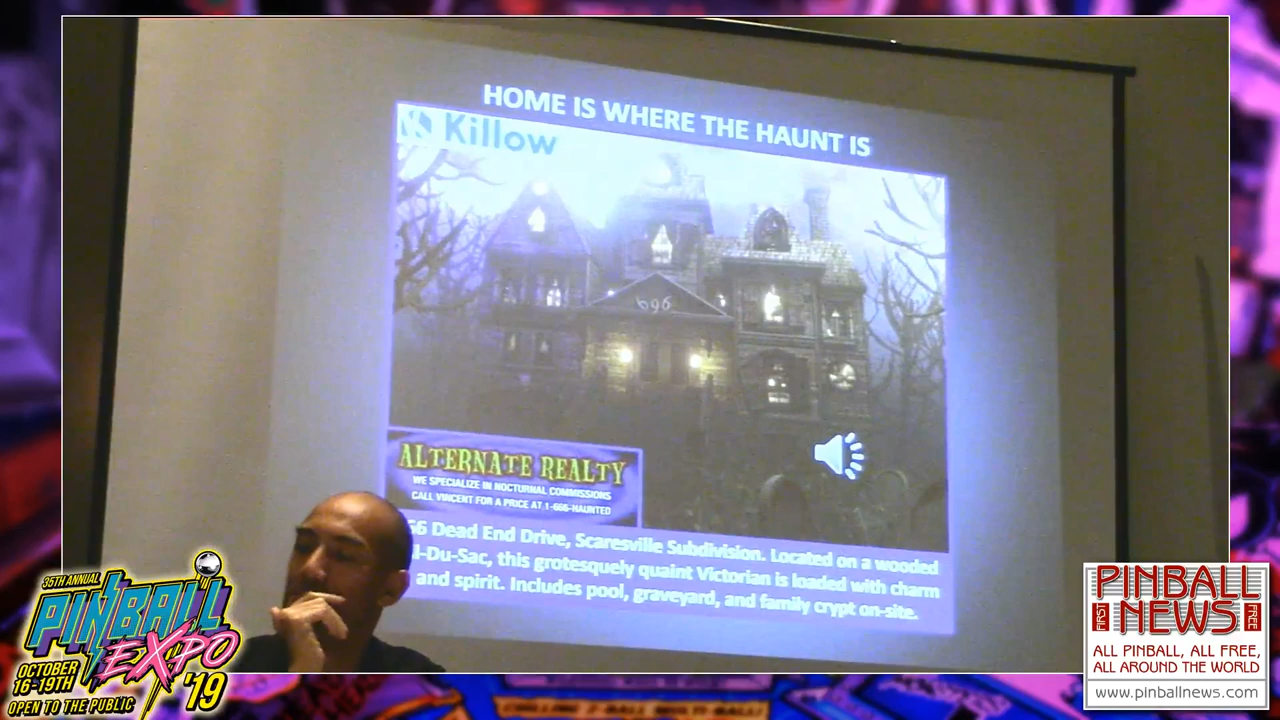 HOME IS WHERE THE HAUNT IS
Killow
696
ALTERNATE REALTY
WE SPECIALIZE IN NOCTURNAL COMMISSIONS
CALL VINCENT FOR A PRICE AT 1-666-HAUNTED
66 Dead End Drive, Scaresville Subdivision. Located on a wooded
l-Du-Sac, this grotesquely quaint Victorian is loaded with charm
and spirit. Includes pool, graveyard, and family crypt on-site.
35TH ANNUAL
PINBALL
EXPO
OCTOBER
16-19TH
'19
OPEN TO THE PUBLIC
PINBALL
FIRST NEWS FREE
ALL PINBALL, ALL FREE,
ALL AROUND THE WORLD
www.pinballnews.com